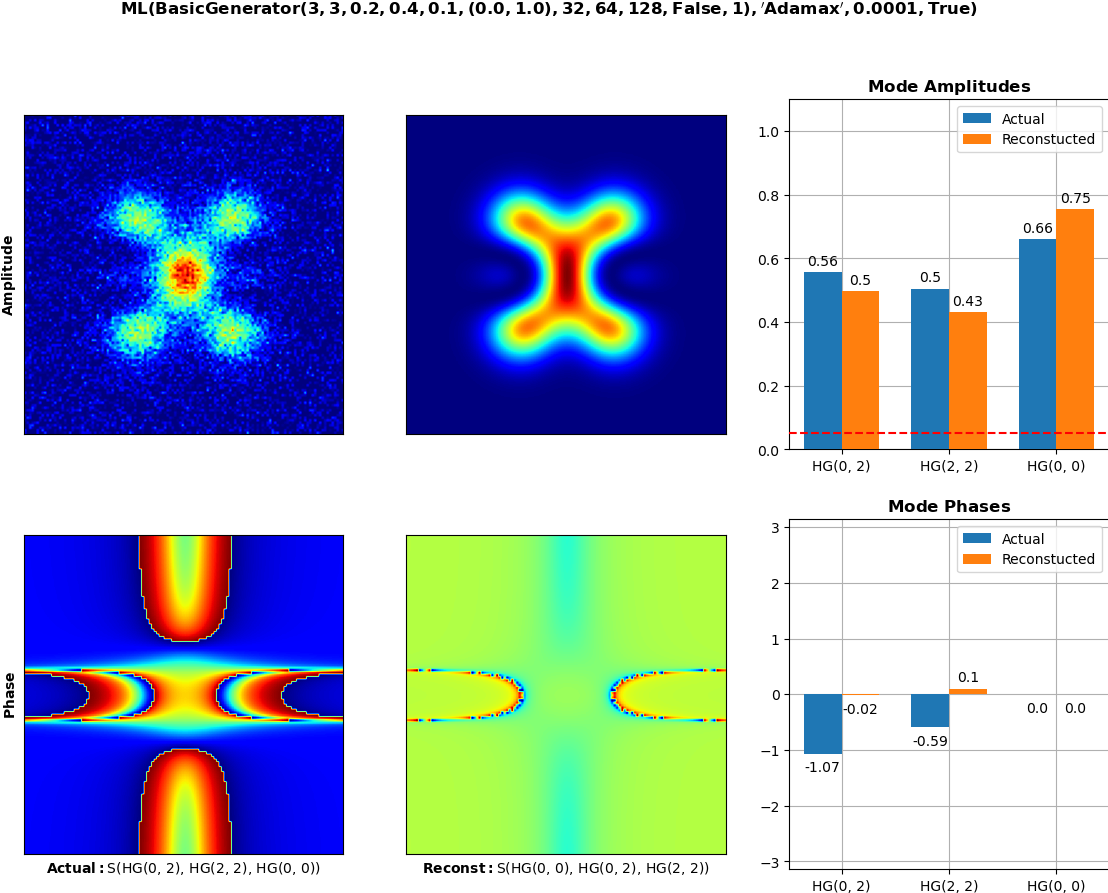 ML(BasicGenerator(3, 3, 0.2, 0.4, 0.1, (0.0, 1.0), 32, 64, 128, False, 1), ′Adamax′, 0.0001, True)
Amplitude
Mode Amplitudes
Actual
Reconstucted
1.0
0.8
0.6
0.4
0.2
0.0
0.56
0.5
0.5
0.43
0.66
0.75
HG(0, 2)
HG(2, 2)
HG(0, 0)
Phase
Actual: S(HG(0, 2), HG(2, 2), HG(0, 0))
Reconst: S(HG(0, 0), HG(0, 2), HG(2, 2))
Mode Phases
Actual
Reconstucted
3
2
1
0
−1
−2
−3
-1.07
-0.02
-0.59
0.1
0.0
0.0
HG(0, 2)
HG(2, 2)
HG(0, 0)